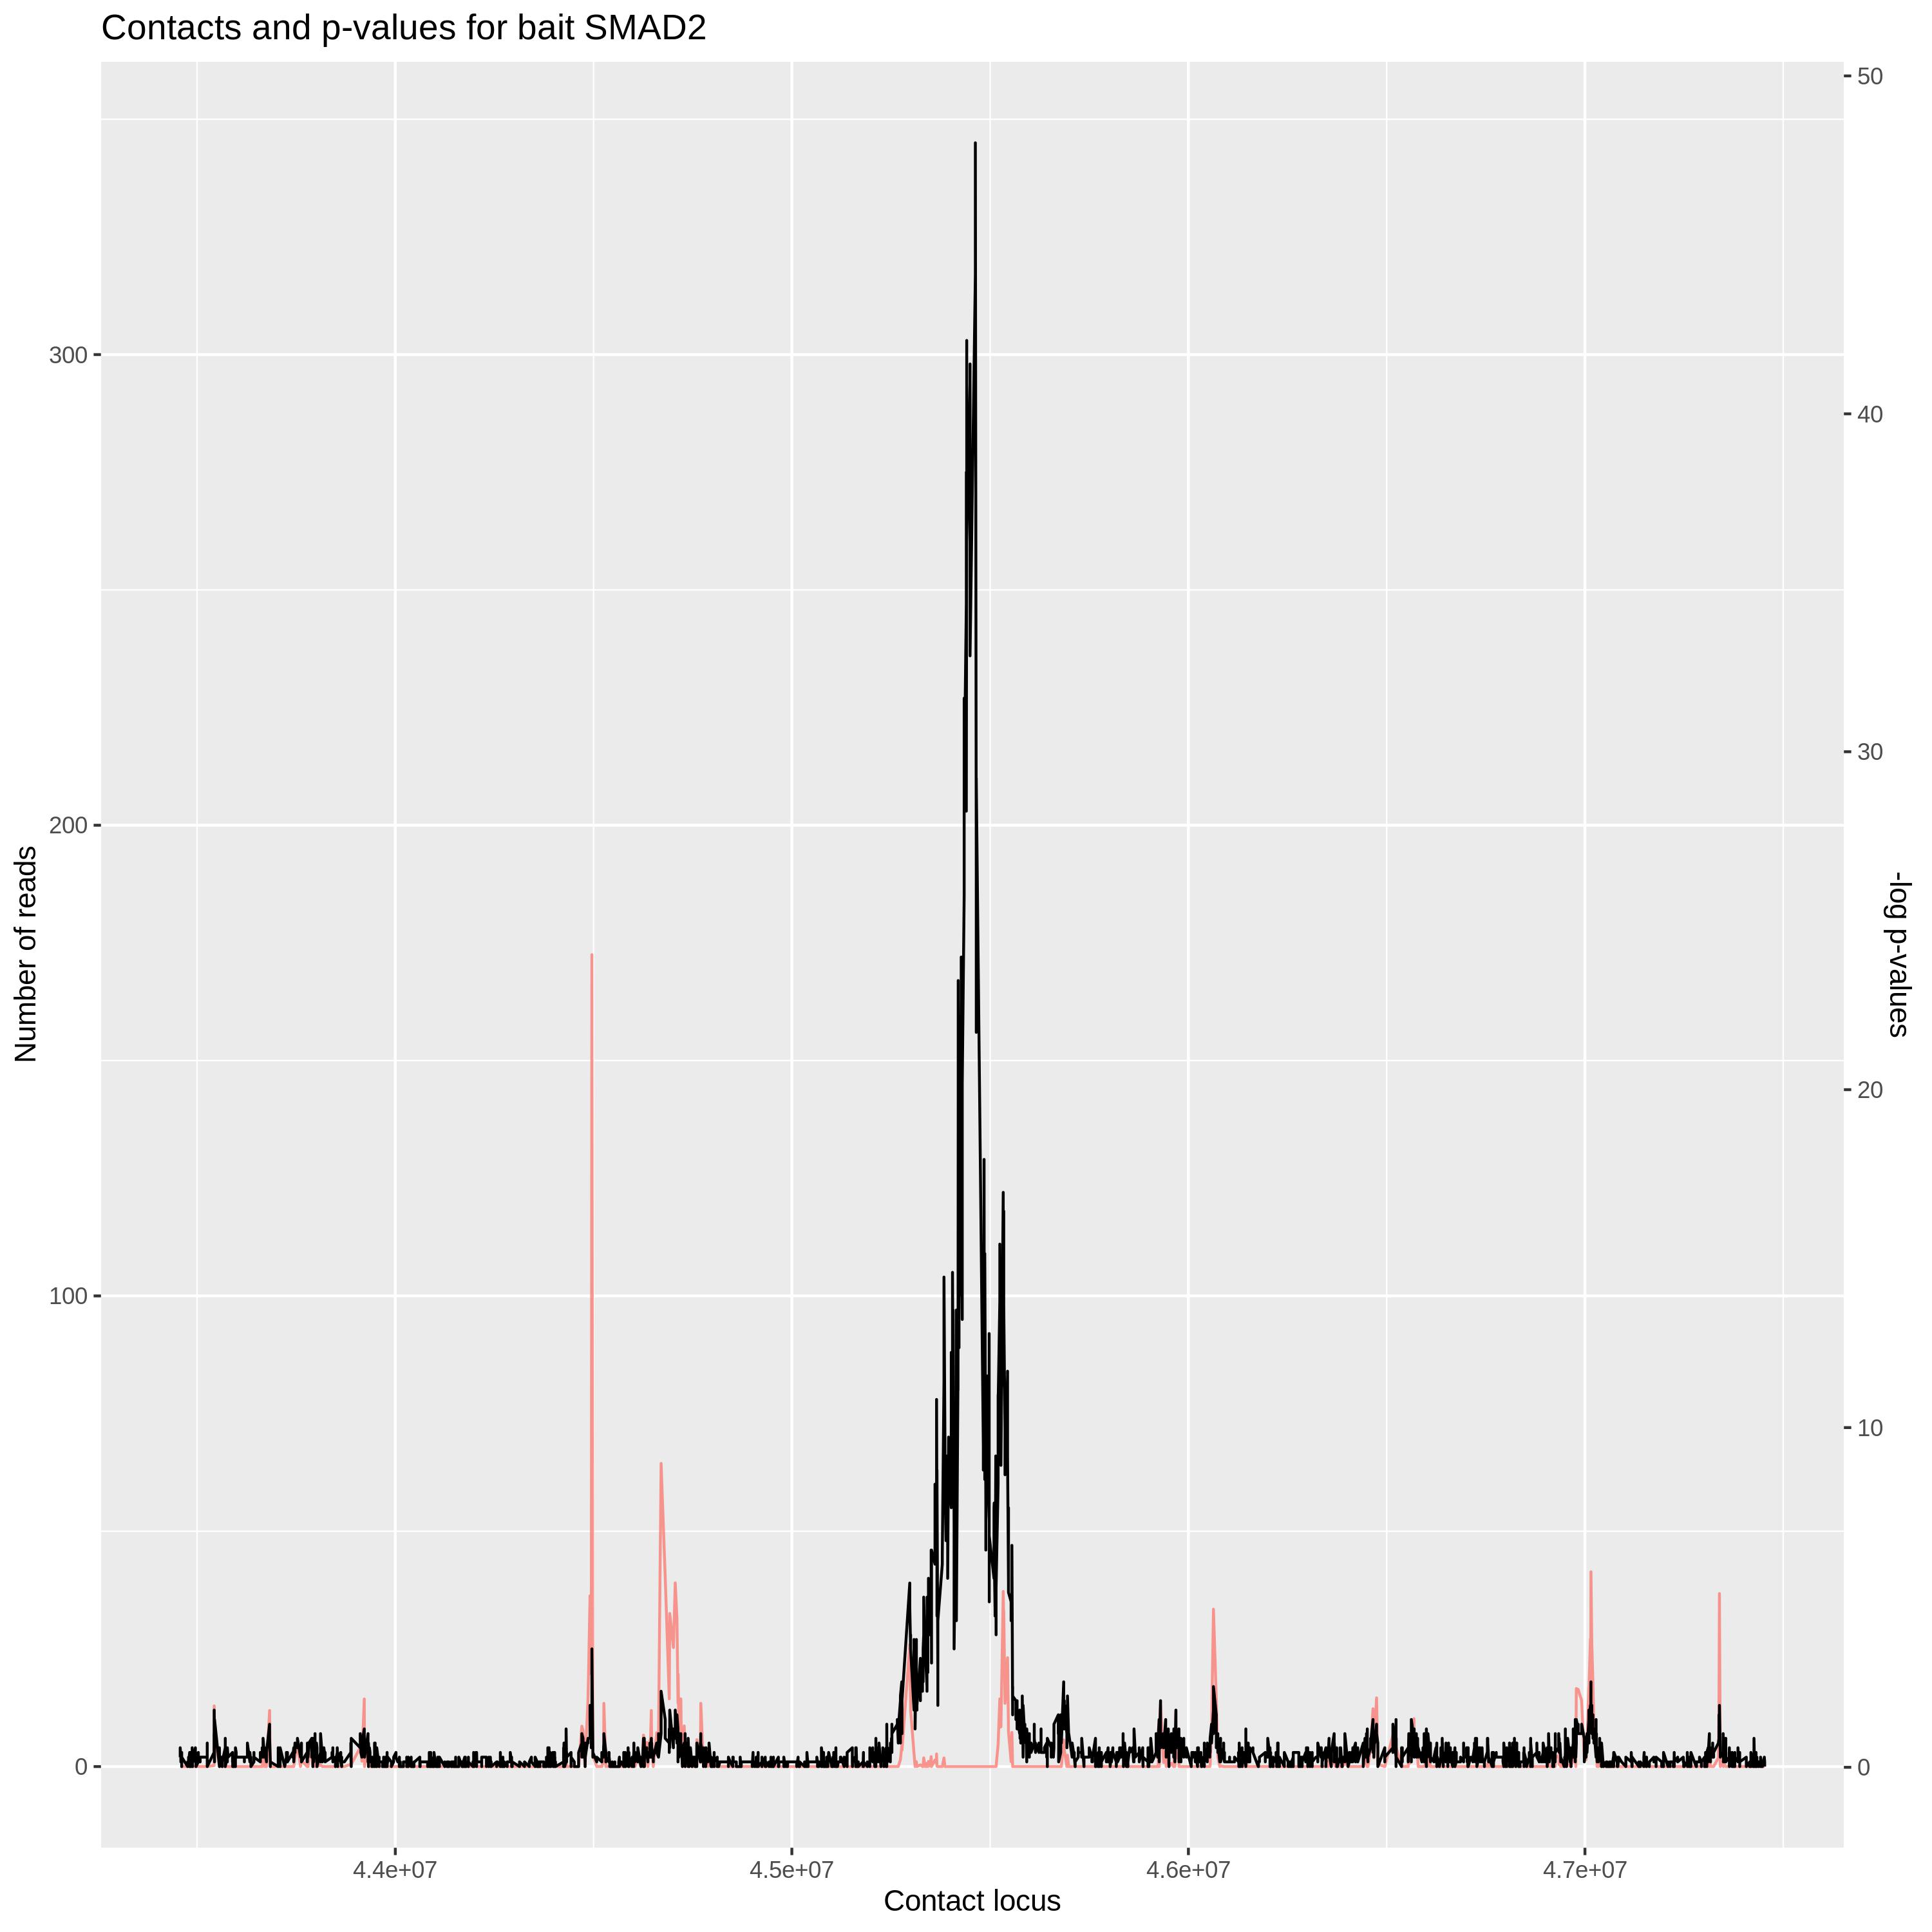 Contacts and p-values for bait SMAD2
50
40
30
20
10
0
300
200
100
0
Number of reads
-log p-values
4.4e+07
4.5e+07
4.6e+07
4.7e+07
Contact locus